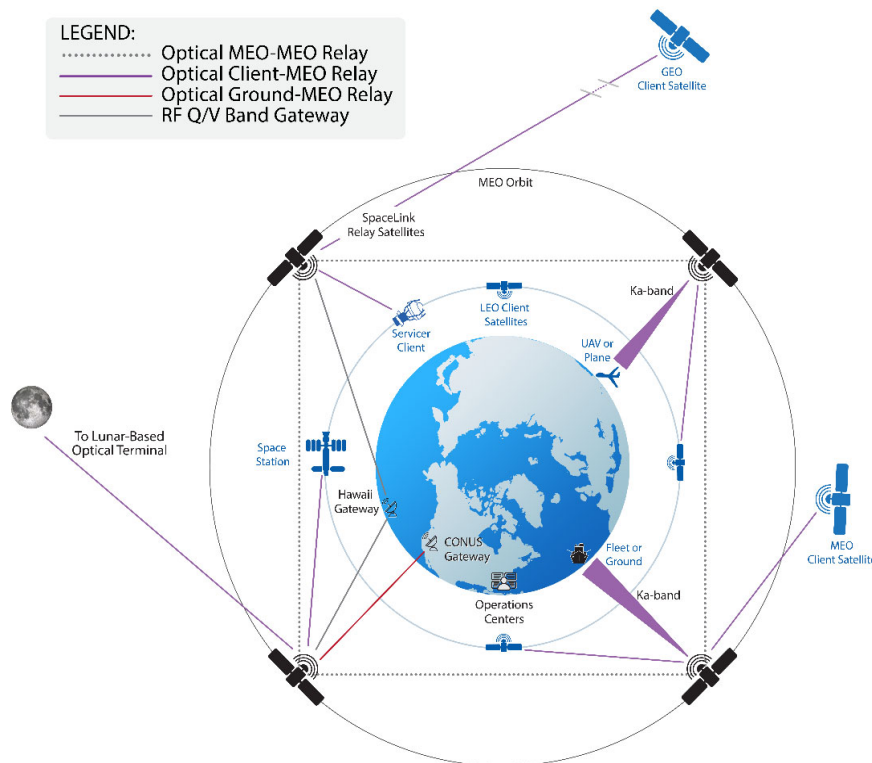 LEGEND:
Optical MEO-MEO Relay
Optical Client-MEO Relay
Optical Ground-MEO Relay
RF Q/V Band Gateway
GEO
Client Satellite
MEO Orbit
SpaceLink
Relay Satellites
Ka-band
LEO Client
Satellites
Servicer
Client
UAV or
Plane
To Lunar-Based
Optical Terminal
Space
Station
Hawaii
Gateway
CONUS
Gateway
Fleet or
Ground
MEO
Client Satellite
Ka-band
Operations
Centers